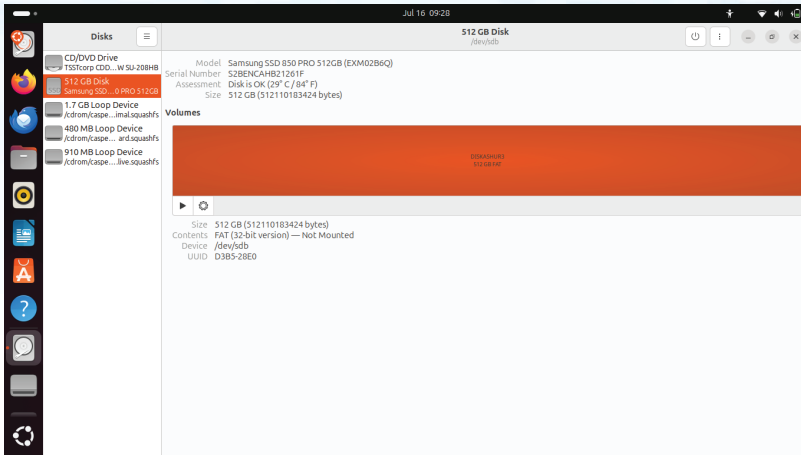 Jul 16 09:28
Disks
512 GB Disk
/dev/sdb
CD/DVD Drive
TSSTcorp CDD...W SU-208HB
512 GB Disk
Samsung SSD...0 PRO 512GB
1.7 GB Loop Device
/cdrom/caspe...imal.squashfs
480 MB Loop Device
/cdrom/caspe... ard.squashfs
910 MB Loop Device
/cdrom/caspe....live.squashfs
Model Samsung SSD 850 PRO 512GB (EXM02B6Q)
Serial Number S2BENCAHB21261F
Assessment Disk is OK (29° C / 84° F)
Size 512 GB (512110183424 bytes)
Volumes
DISKASHUR3
512 GB FAT
Size 512 GB (512110183424 bytes)
Contents FAT (32-bit version) — Not Mounted
Device /dev/sdb
UUID D3B5-28E0